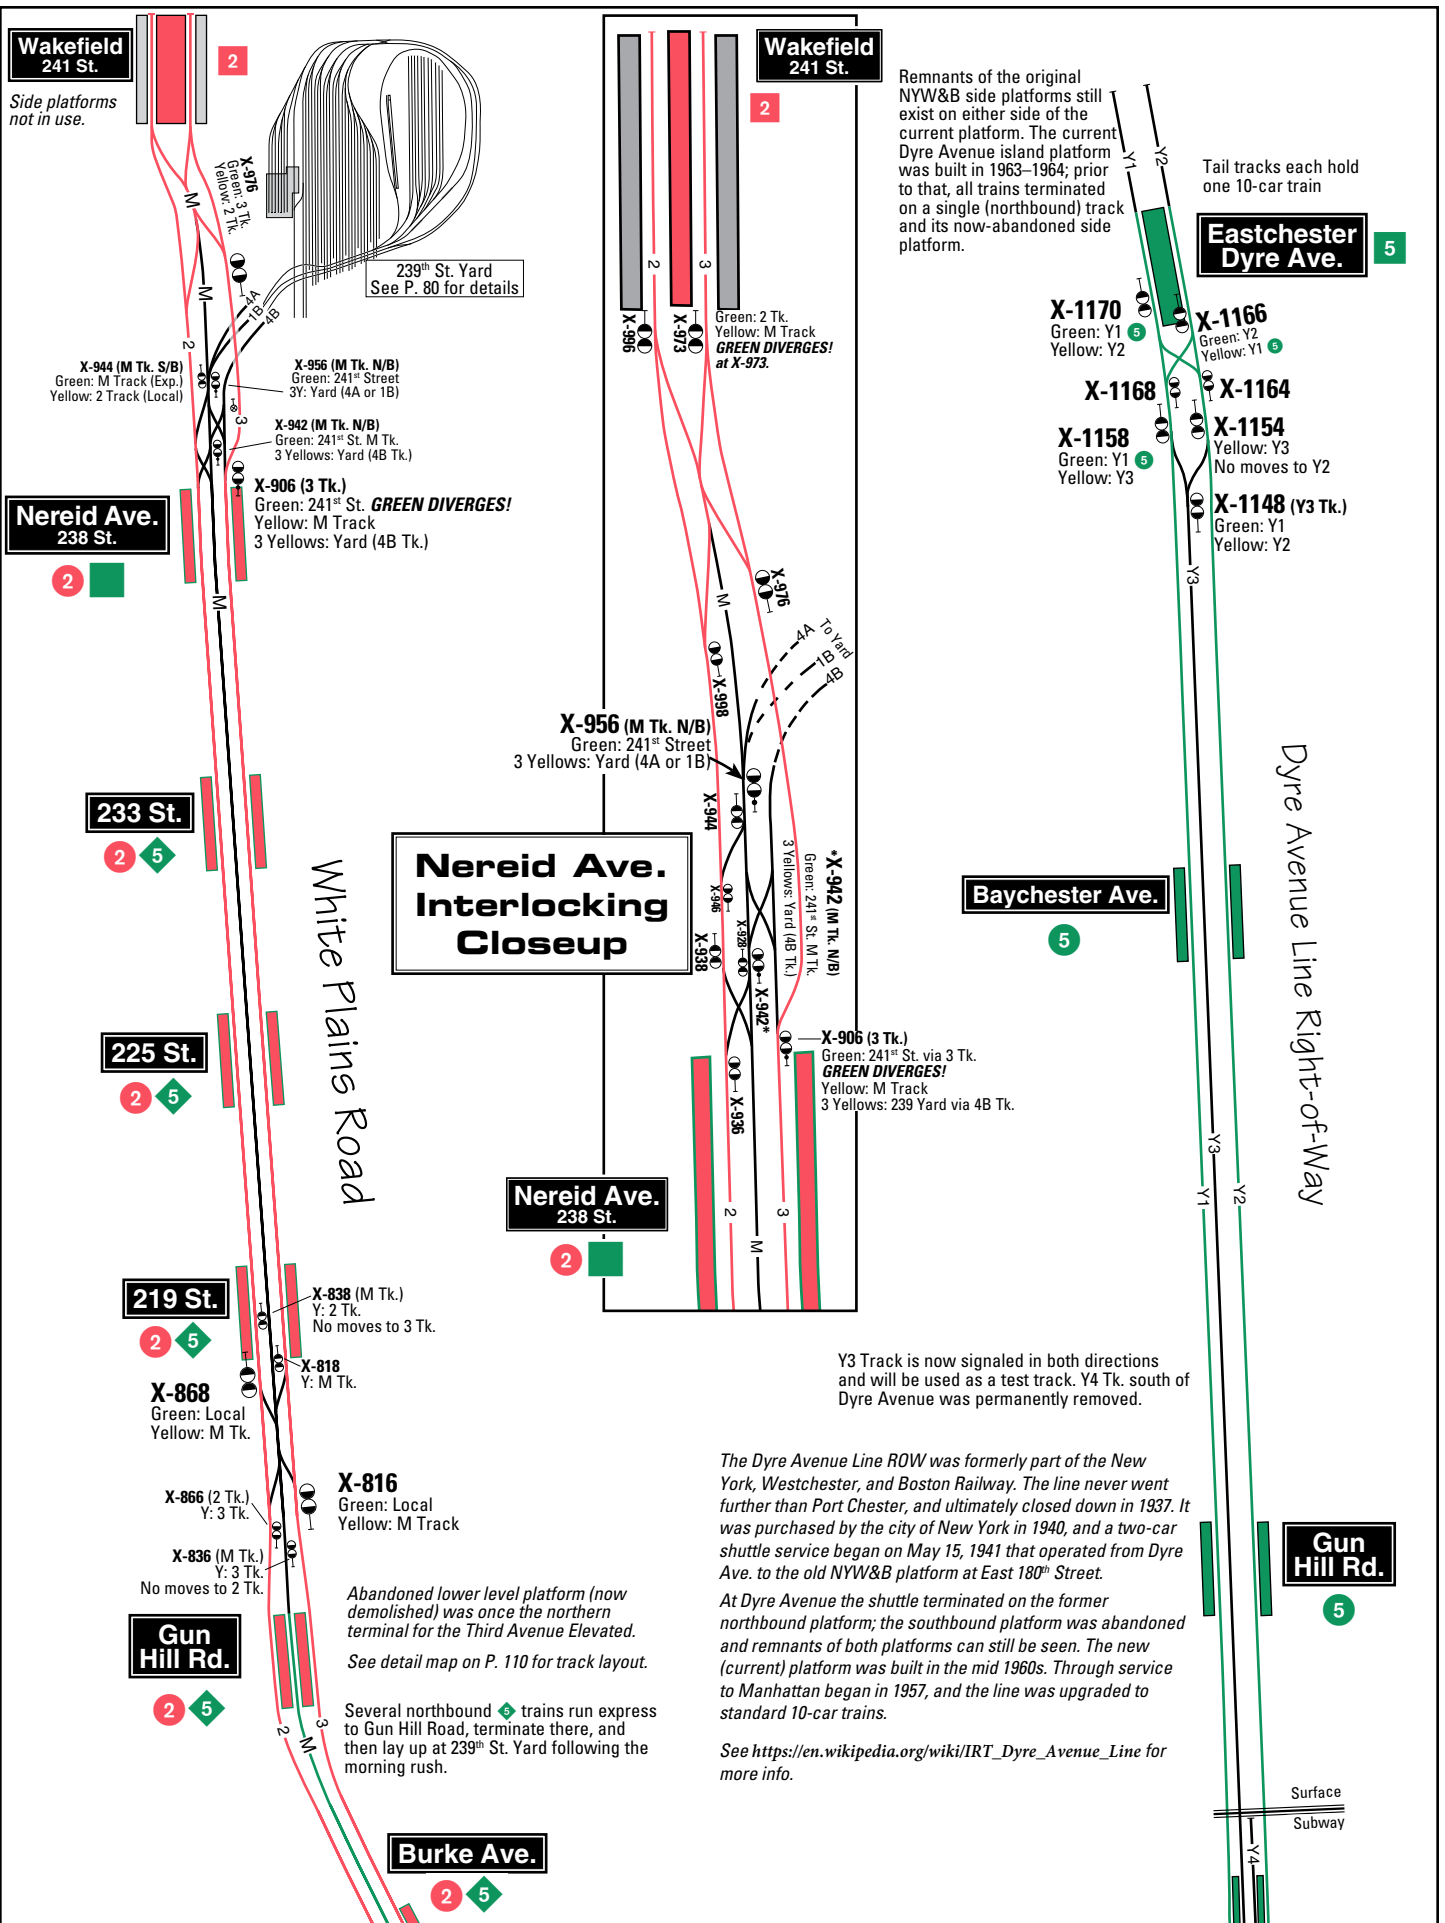 Wakefield
241 St.
2
Side platforms
not in use.
X-976
Green: 3 Tk.
Yellow: 2 Tk.
M
M
2
3
239th St. Yard
See P. 80 for details
4A
1B
4B
X-944 (M Tk. S/B)
Green: M Track (Exp.)
Yellow: 2 Track (Local)
X-956 (M Tk. N/B)
Green: 241st Street
3Y: Yard (4A or 1B)
X-942 (M Tk. N/B)
Green: 241st St. M Tk.
3 Yellows: Yard (4B Tk.)
X-906 (3 Tk.)
Green: 241st St. GREEN DIVERGES!
Yellow: M Track
3 Yellows: Yard (4B Tk.)
Nereid Ave.
238 St.
2
M
233 St.
2 5
White Plains Road
225 St.
2 5
219 St.
2 5
X-838 (M Tk.)
Y: 2 Tk.
No moves to 3 Tk.
X-818
Y: M Tk.
X-868
Green: Local
Yellow: M Tk.
X-816
Green: Local
Yellow: M Track
X-866 (2 Tk.)
Y: 3 Tk.
X-836 (M Tk.)
Y: 3 Tk.
No moves to 2 Tk.
Gun
Hill Rd.
2 5
Abandoned lower level platform (now
demolished) was once the northern
terminal for the Third Avenue Elevated.
See detail map on P. 110 for track layout.
Several northbound 5 trains run express
to Gun Hill Road, terminate there, and
then lay up at 239th St. Yard following the
morning rush.
2
M
3
Burke Ave.
2 5
Wakefield
241 St.
2
2
3
X-996
X-973
Green: 2 Tk.
Yellow: M Track
GREEN DIVERGES!
at X-973.
X-976
M
4A
To Yard
1B
4B
X-998
X-956 (M Tk. N/B)
Green: 241st Street
3 Yellows: Yard (4A or 1B)
X-944
Nereid Ave.
Interlocking
Closeup
*X-942 (M Tk. N/B)
Green: 241st St. M Tk.
3 Yellows: Yard (4B Tk.)
X-946
X-928
X-938
X-942*
X-906 (3 Tk.)
Green: 241st St. via 3 Tk.
GREEN DIVERGES!
Yellow: M Track
3 Yellows: 239 Yard via 4B Tk.
X-936
Nereid Ave.
238 St.
2
2
M
3
Remnants of the original
NYW&B side platforms still
exist on either side of the
current platform. The current
Dyre Avenue island platform
was built in 1963–1964; prior
to that, all trains terminated
on a single (northbound) track
and its now-abandoned side
platform.
Y1
Y2
Tail tracks each hold
one 10-car train
Eastchester
Dyre Ave.
5
X-1170
Green: Y1 5
Yellow: Y2
X-1166
Green: Y2
Yellow: Y1 5
X-1168
X-1164
X-1158
Green: Y1 5
Yellow: Y3
X-1154
Yellow: Y3
No moves to Y2
X-1148 (Y3 Tk.)
Green: Y1
Yellow: Y2
Y3
Dyre Avenue Line Right-of-Way
Baychester Ave.
5
Y3
Y1
Y2
Y3 Track is now signaled in both directions
and will be used as a test track. Y4 Tk. south of
Dyre Avenue was permanently removed.
The Dyre Avenue Line ROW was formerly part of the New
York, Westchester, and Boston Railway. The line never went
further than Port Chester, and ultimately closed down in 1937. It
was purchased by the city of New York in 1940, and a two-car
shuttle service began on May 15, 1941 that operated from Dyre
Ave. to the old NYW&B platform at East 180th Street.
At Dyre Avenue the shuttle terminated on the former
northbound platform; the southbound platform was abandoned
and remnants of both platforms can still be seen. The new
(current) platform was built in the mid 1960s. Through service
to Manhattan began in 1957, and the line was upgraded to
standard 10-car trains.
See https://en.wikipedia.org/wiki/IRT_Dyre_Avenue_Line for
more info.
Gun
Hill Rd.
5
Surface
Subway
Y4